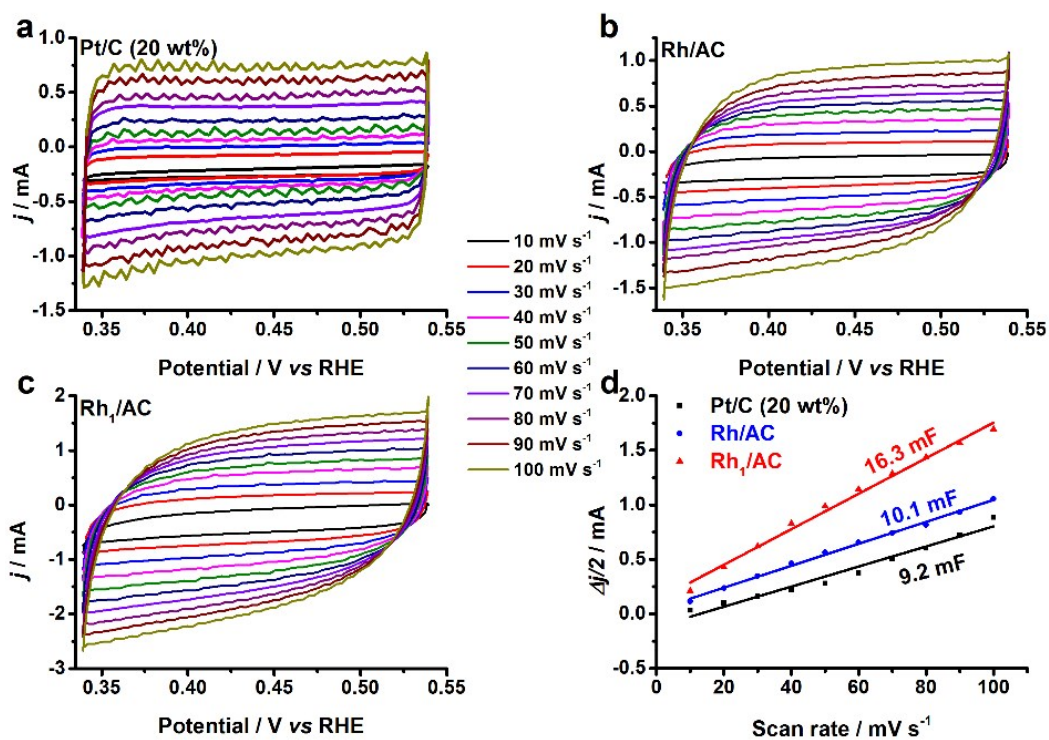 a
Pt/C (20 wt%)
1.0
0.5
0.0
-0.5
-1.0
-1.5
j / mA
0.35
0.40
0.45
0.50
0.55
Potential / V vs RHE
b
Rh/AC
1.0
0.5
0.0
-0.5
-1.0
-1.5
j / mA
0.35
0.40
0.45
0.50
0.55
Potential / V vs RHE
10 mV s⁻¹
20 mV s⁻¹
30 mV s⁻¹
40 mV s⁻¹
50 mV s⁻¹
60 mV s⁻¹
70 mV s⁻¹
80 mV s⁻¹
90 mV s⁻¹
100 mV s⁻¹
c
Rh₁/AC
2
1
0
-1
-2
-3
j / mA
0.35
0.40
0.45
0.50
0.55
Potential / V vs RHE
d
Pt/C (20 wt%)
Rh/AC
Rh₁/AC
16.3 mF
10.1 mF
9.2 mF
2.0
1.5
1.0
0.5
0.0
-0.5
Δj/2 / mA
0
20
40
60
80
100
Scan rate / mV s⁻¹